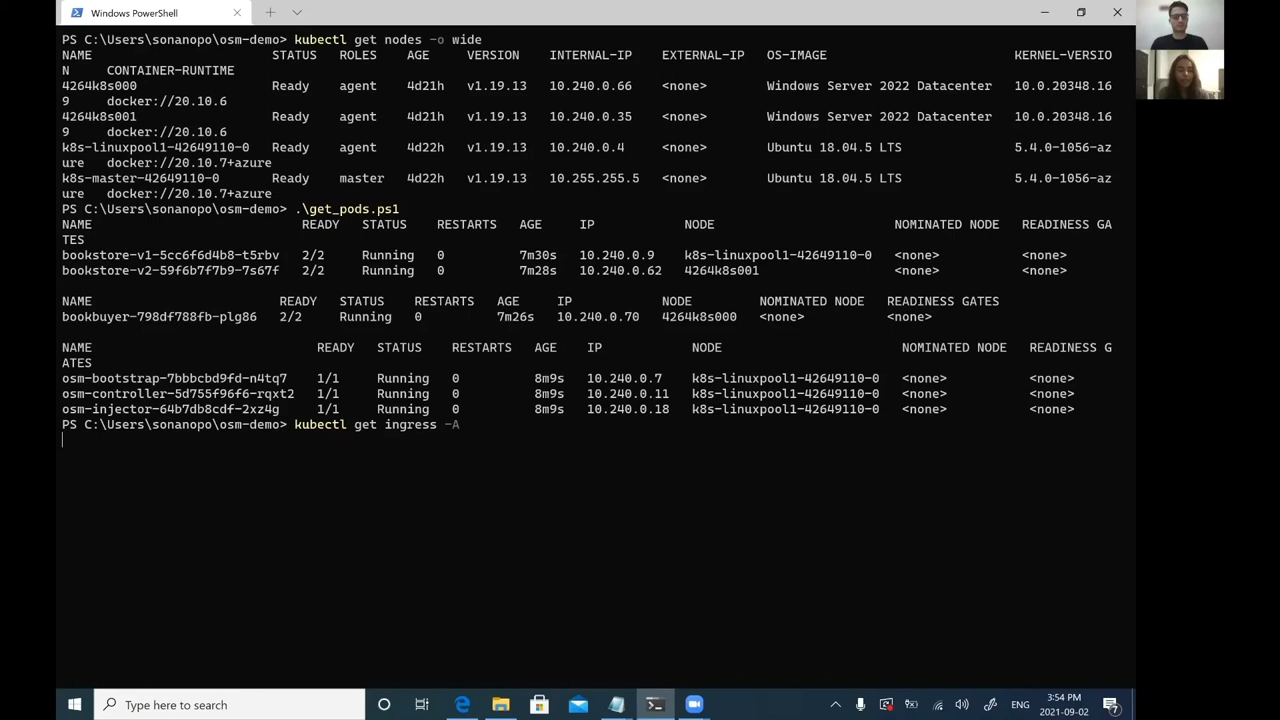 Windows PowerShell
PS C:\Users\sonanopo\osm-demo> kubectl get nodes -o wide
NAME STATUS ROLES AGE VERSION INTERNAL-IP EXTERNAL-IP OS-IMAGE KERNEL-VERSIO
N CONTAINER-RUNTIME
4264k8s000 Ready agent 4d21h v1.19.13 10.240.0.66 <none> Windows Server 2022 Datacenter 10.0.20348.16
9 docker://20.10.6
4264k8s001 Ready agent 4d21h v1.19.13 10.240.0.35 <none> Windows Server 2022 Datacenter 10.0.20348.16
9 docker://20.10.6
k8s-linuxpool1-42649110-0 Ready agent 4d22h v1.19.13 10.240.0.4 <none> Ubuntu 18.04.5 LTS 5.4.0-1056-az
ure docker://20.10.7+azure
k8s-master-42649110-0 Ready master 4d22h v1.19.13 10.255.255.5 <none> Ubuntu 18.04.5 LTS 5.4.0-1056-az
ure docker://20.10.7+azure
PS C:\Users\sonanopo\osm-demo> .\get_pods.ps1
NAME READY STATUS RESTARTS AGE IP NODE NOMINATED NODE READINESS GA
TES
bookstore-v1-5cc6f6d4b8-t5rbv 2/2 Running 0 7m30s 10.240.0.9 k8s-linuxpool1-42649110-0 <none> <none>
bookstore-v2-59f6b7f7b9-7s67f 2/2 Running 0 7m28s 10.240.0.62 4264k8s001 <none> <none>
NAME READY STATUS RESTARTS AGE IP NODE NOMINATED NODE READINESS GATES
bookbuyer-798df788fb-plg86 2/2 Running 0 7m26s 10.240.0.70 4264k8s000 <none> <none>
NAME READY STATUS RESTARTS AGE IP NODE NOMINATED NODE READINESS G
ATES
osm-bootstrap-7bbbcbd9fd-n4tq7 1/1 Running 0 8m9s 10.240.0.7 k8s-linuxpool1-42649110-0 <none> <none>
osm-controller-5d755f96f6-rqxt2 1/1 Running 0 8m9s 10.240.0.11 k8s-linuxpool1-42649110-0 <none> <none>
osm-injector-64b7db8cdf-2xz4g 1/1 Running 0 8m9s 10.240.0.18 k8s-linuxpool1-42649110-0 <none> <none>
PS C:\Users\sonanopo\osm-demo> kubectl get ingress -A
Type here to search
ENG
3:54 PM
2021-09-02
7